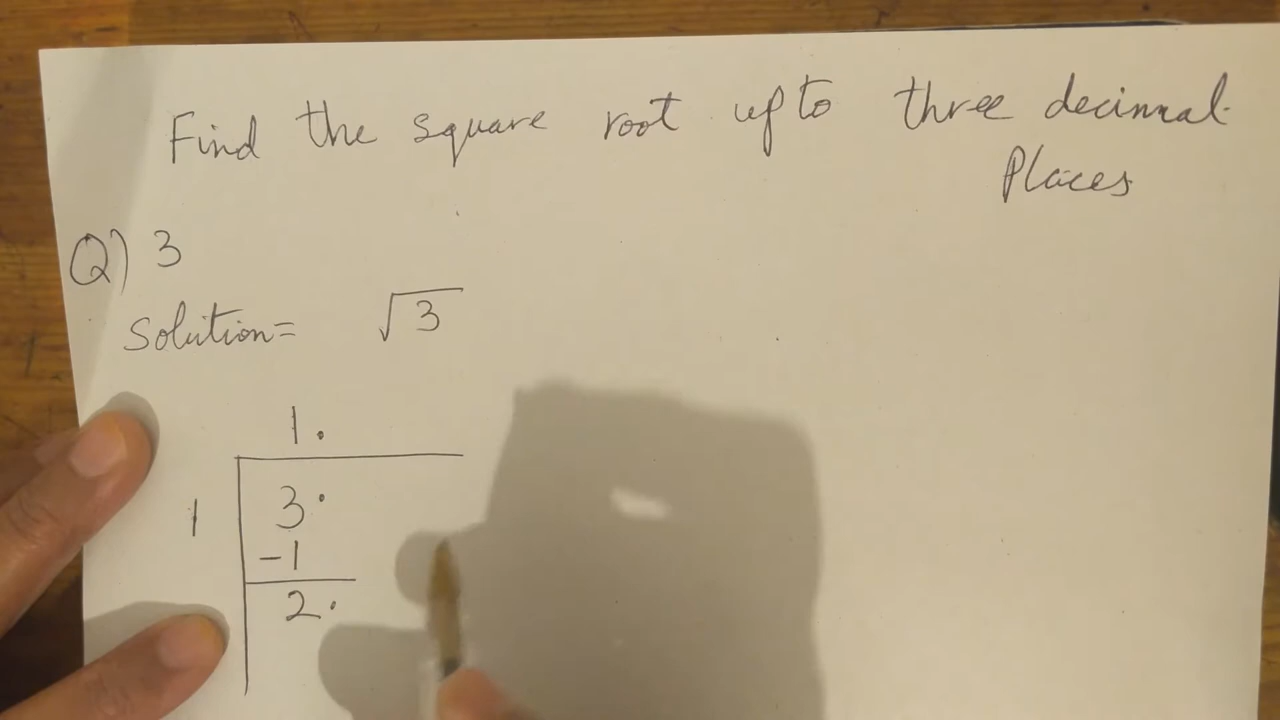 Find the square root upto three decimal
Places
Q) 3
Solution= √3
1.
1 3.
-1
2.